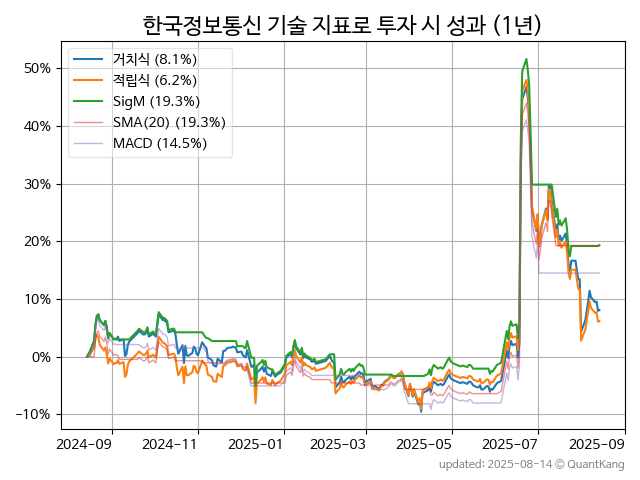 한국정보통신 기술 지표로 투자 시 성과 (1년)
거치식 (8.1%)
적립식 (6.2%)
SigM (19.3%)
SMA(20) (19.3%)
MACD (14.5%)
50%
40%
30%
20%
10%
0%
−10%
2024-09
2024-11
2025-01
2025-03
2025-05
2025-07
2025-09
updated: 2025-08-14 © QuantKang